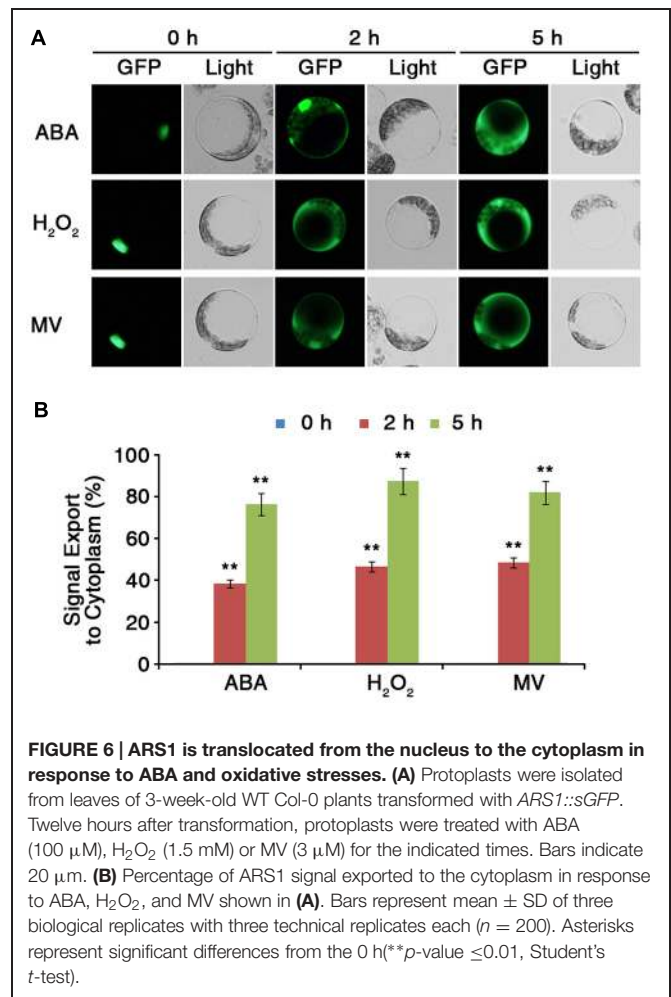 A
0 h 2 h 5 h
GFP Light GFP Light GFP Light
ABA
H₂O₂
MV
B
0 h 2 h 5 h
Signal Export
to Cytoplasm (%)
100
80
60
40
20
0
** ** ** ** ** **
ABA H₂O₂ MV
FIGURE 6 | ARS1 is translocated from the nucleus to the cytoplasm in
response to ABA and oxidative stresses. (A) Protoplasts were isolated
from leaves of 3-week-old WT Col-0 plants transformed with ARS1::sGFP.
Twelve hours after transformation, protoplasts were treated with ABA
(100 μM), H₂O₂ (1.5 mM) or MV (3 μM) for the indicated times. Bars indicate
20 μm. (B) Percentage of ARS1 signal exported to the cytoplasm in response
to ABA, H₂O₂, and MV shown in (A). Bars represent mean ± SD of three
biological replicates with three technical replicates each (n = 200). Asterisks
represent significant differences from the 0 h(**p-value ≤0.01, Student's
t-test).